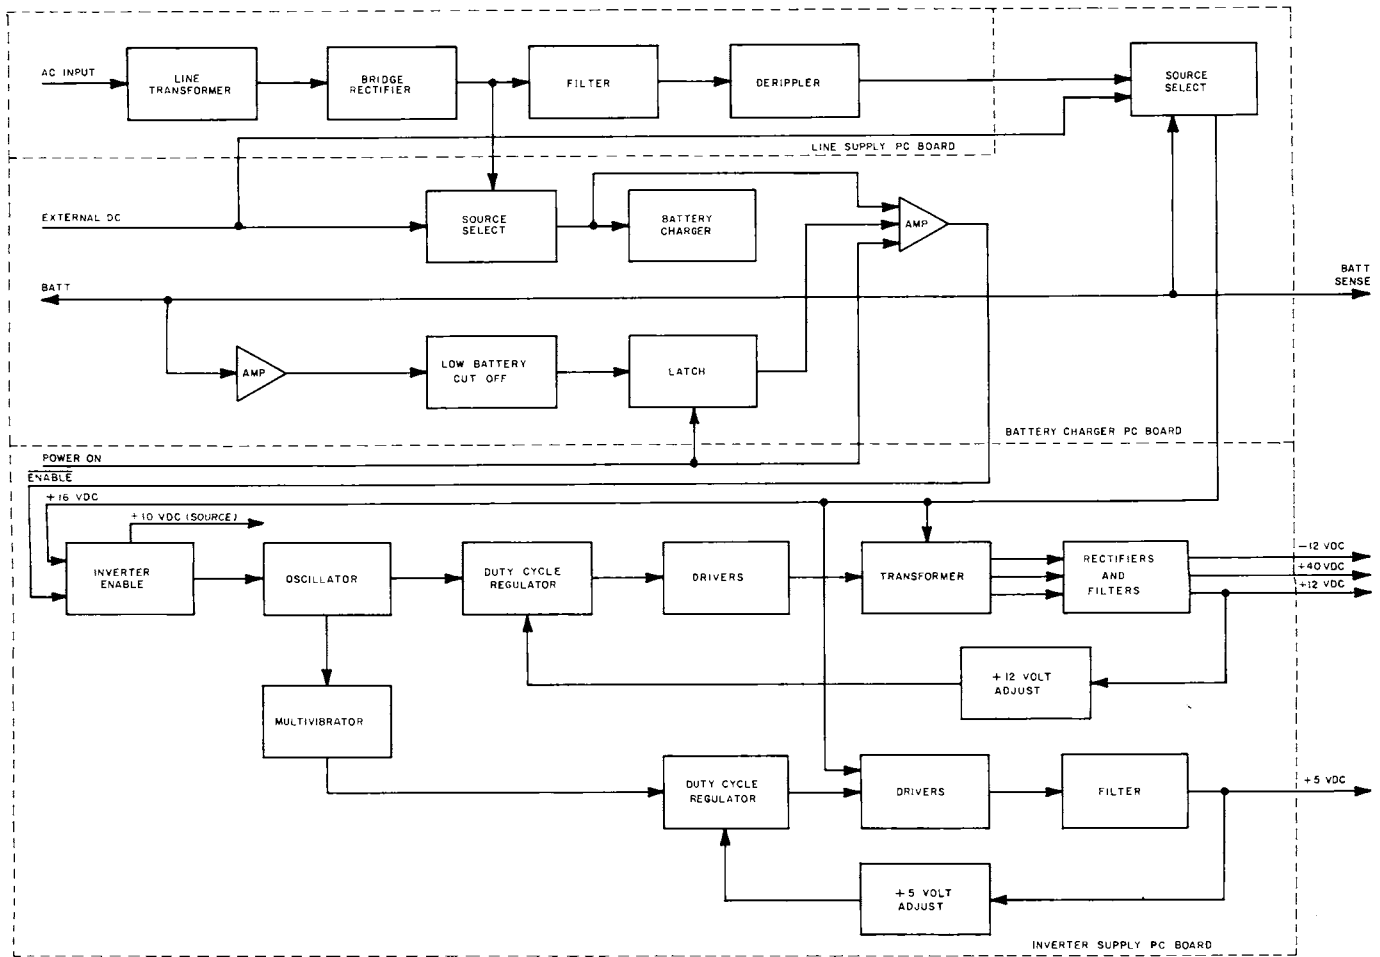 AC INPUT
LINE
TRANSFORMER
BRIDGE
RECTIFIER
FILTER
DERIPPLER
SOURCE
SELECT
LINE SUPPLY PC BOARD
EXTERNAL DC
SOURCE
SELECT
BATTERY
CHARGER
AMP
BATT
BATT
SENSE
AMP
LOW BATTERY
CUT OFF
LATCH
BATTERY CHARGER PC BOARD
POWER ON
ENABLE
+16 VDC
+10 VDC (SOURCE)
INVERTER
ENABLE
OSCILLATOR
DUTY CYCLE
REGULATOR
DRIVERS
TRANSFORMER
RECTIFIERS
AND
FILTERS
-12 VDC
+40 VDC
+12 VDC
+12 VOLT
ADJUST
MULTIVIBRATOR
DUTY CYCLE
REGULATOR
DRIVERS
FILTER
+5 VDC
+5 VOLT
ADJUST
INVERTER SUPPLY PC BOARD